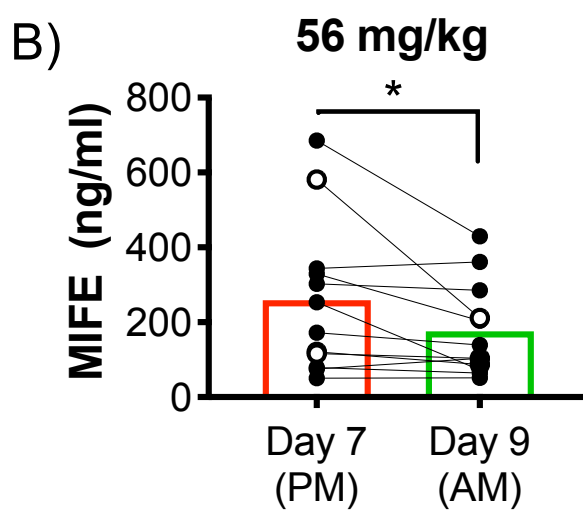 B)
56 mg/kg
*
MIFE (ng/ml)
800
600
400
200
0
Day 7
(PM)
Day 9
(AM)